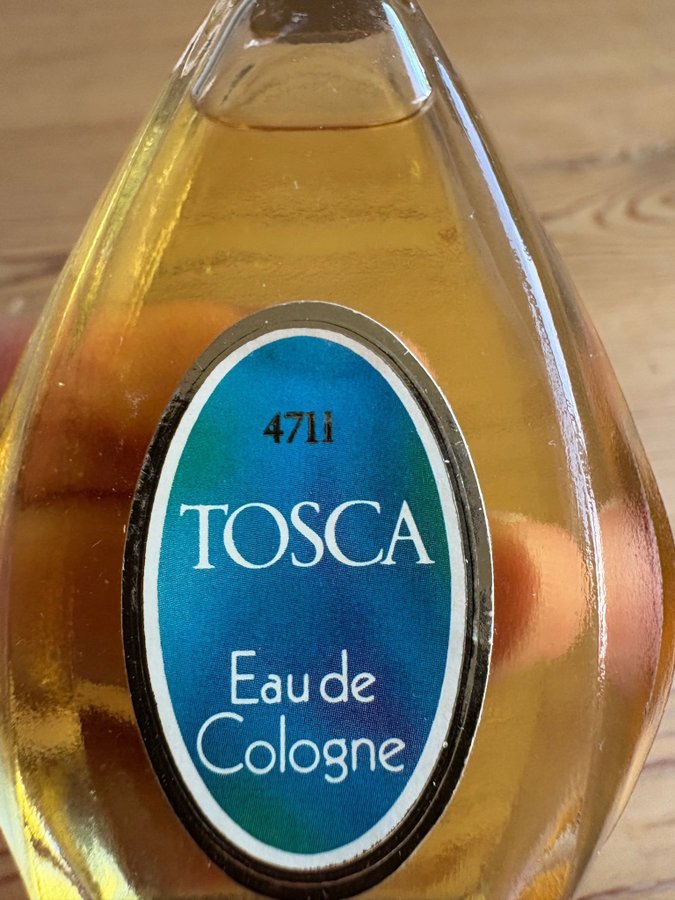 4711
TOSCA
Eau de
Cologne